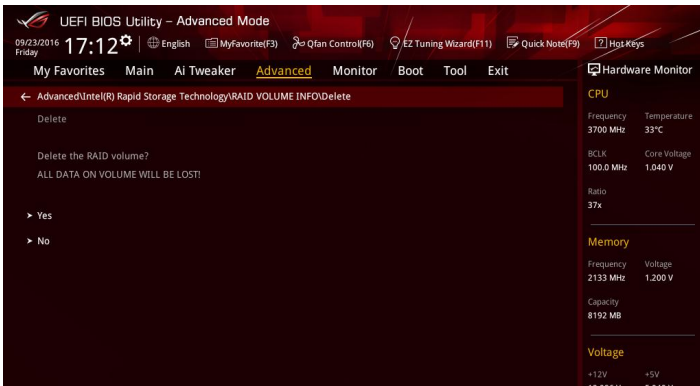 UEFI BIOS Utility – Advanced Mode
09/23/2016 Friday 17:12 English MyFavorite(F3) Qfan Control(F6) EZ Tuning Wizard(F11) Quick Note(F9) Hot Keys
My Favorites Main Ai Tweaker Advanced Monitor Boot Tool Exit
Hardware Monitor
← Advanced\Intel(R) Rapid Storage Technology\RAID VOLUME INFO\Delete
Delete
Delete the RAID volume?
ALL DATA ON VOLUME WILL BE LOST!
➤ Yes
➤ No
CPU
Frequency Temperature
3700 MHz 33°C
BCLK Core Voltage
100.0 MHz 1.040 V
Ratio
37x
Memory
Frequency Voltage
2133 MHz 1.200 V
Capacity
8192 MB
Voltage
+12V +5V